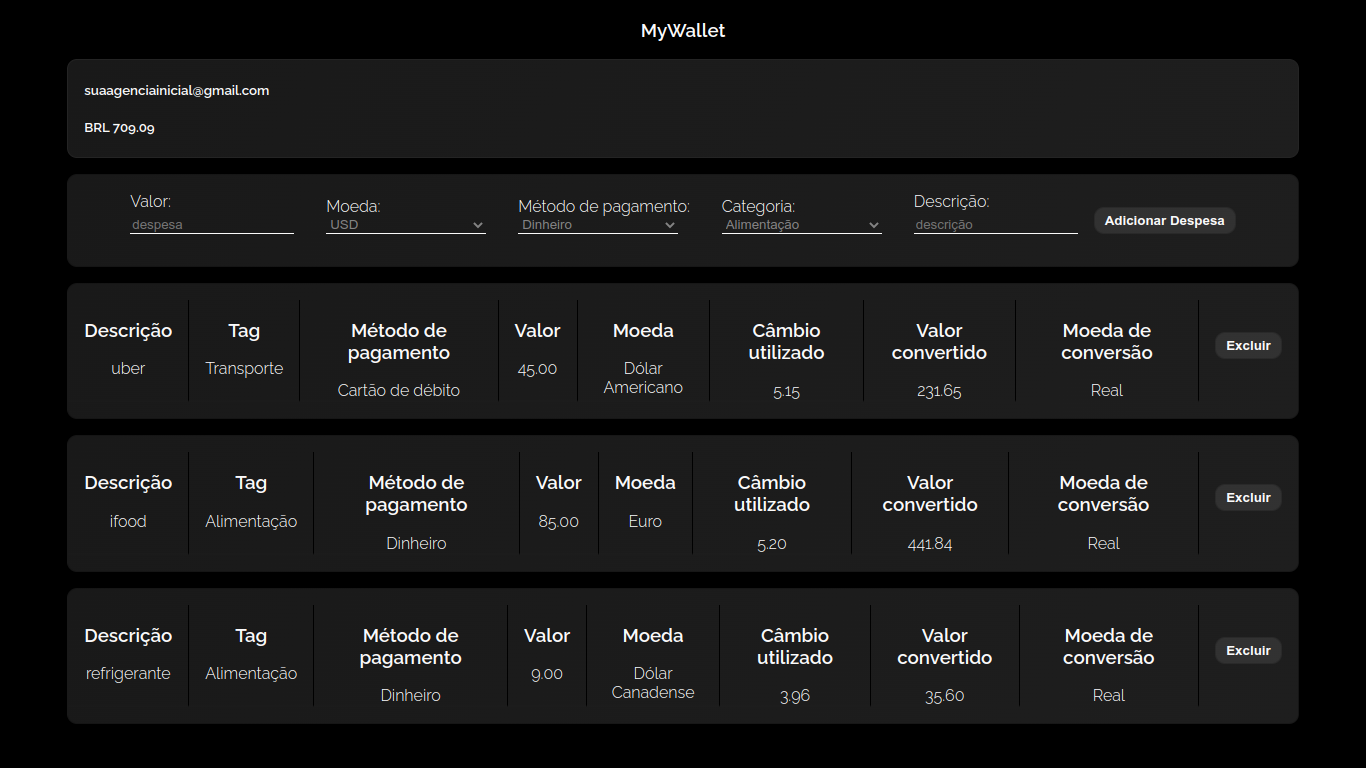 MyWallet
suaagenciainicial@gmail.com
BRL 709.09
Valor: Moeda: Método de pagamento: Categoria: Descrição:
despesa USD Dinheiro Alimentação descrição Adicionar Despesa
Descrição Tag Método de pagamento Valor Moeda Câmbio utilizado Valor convertido Moeda de conversão Excluir
uber Transporte Cartão de débito 45.00 Dólar Americano 5.15 231.65 Real
Descrição Tag Método de pagamento Valor Moeda Câmbio utilizado Valor convertido Moeda de conversão Excluir
ifood Alimentação Dinheiro 85.00 Euro 5.20 441.84 Real
Descrição Tag Método de pagamento Valor Moeda Câmbio utilizado Valor convertido Moeda de conversão Excluir
refrigerante Alimentação Dinheiro 9.00 Dólar Canadense 3.96 35.60 Real